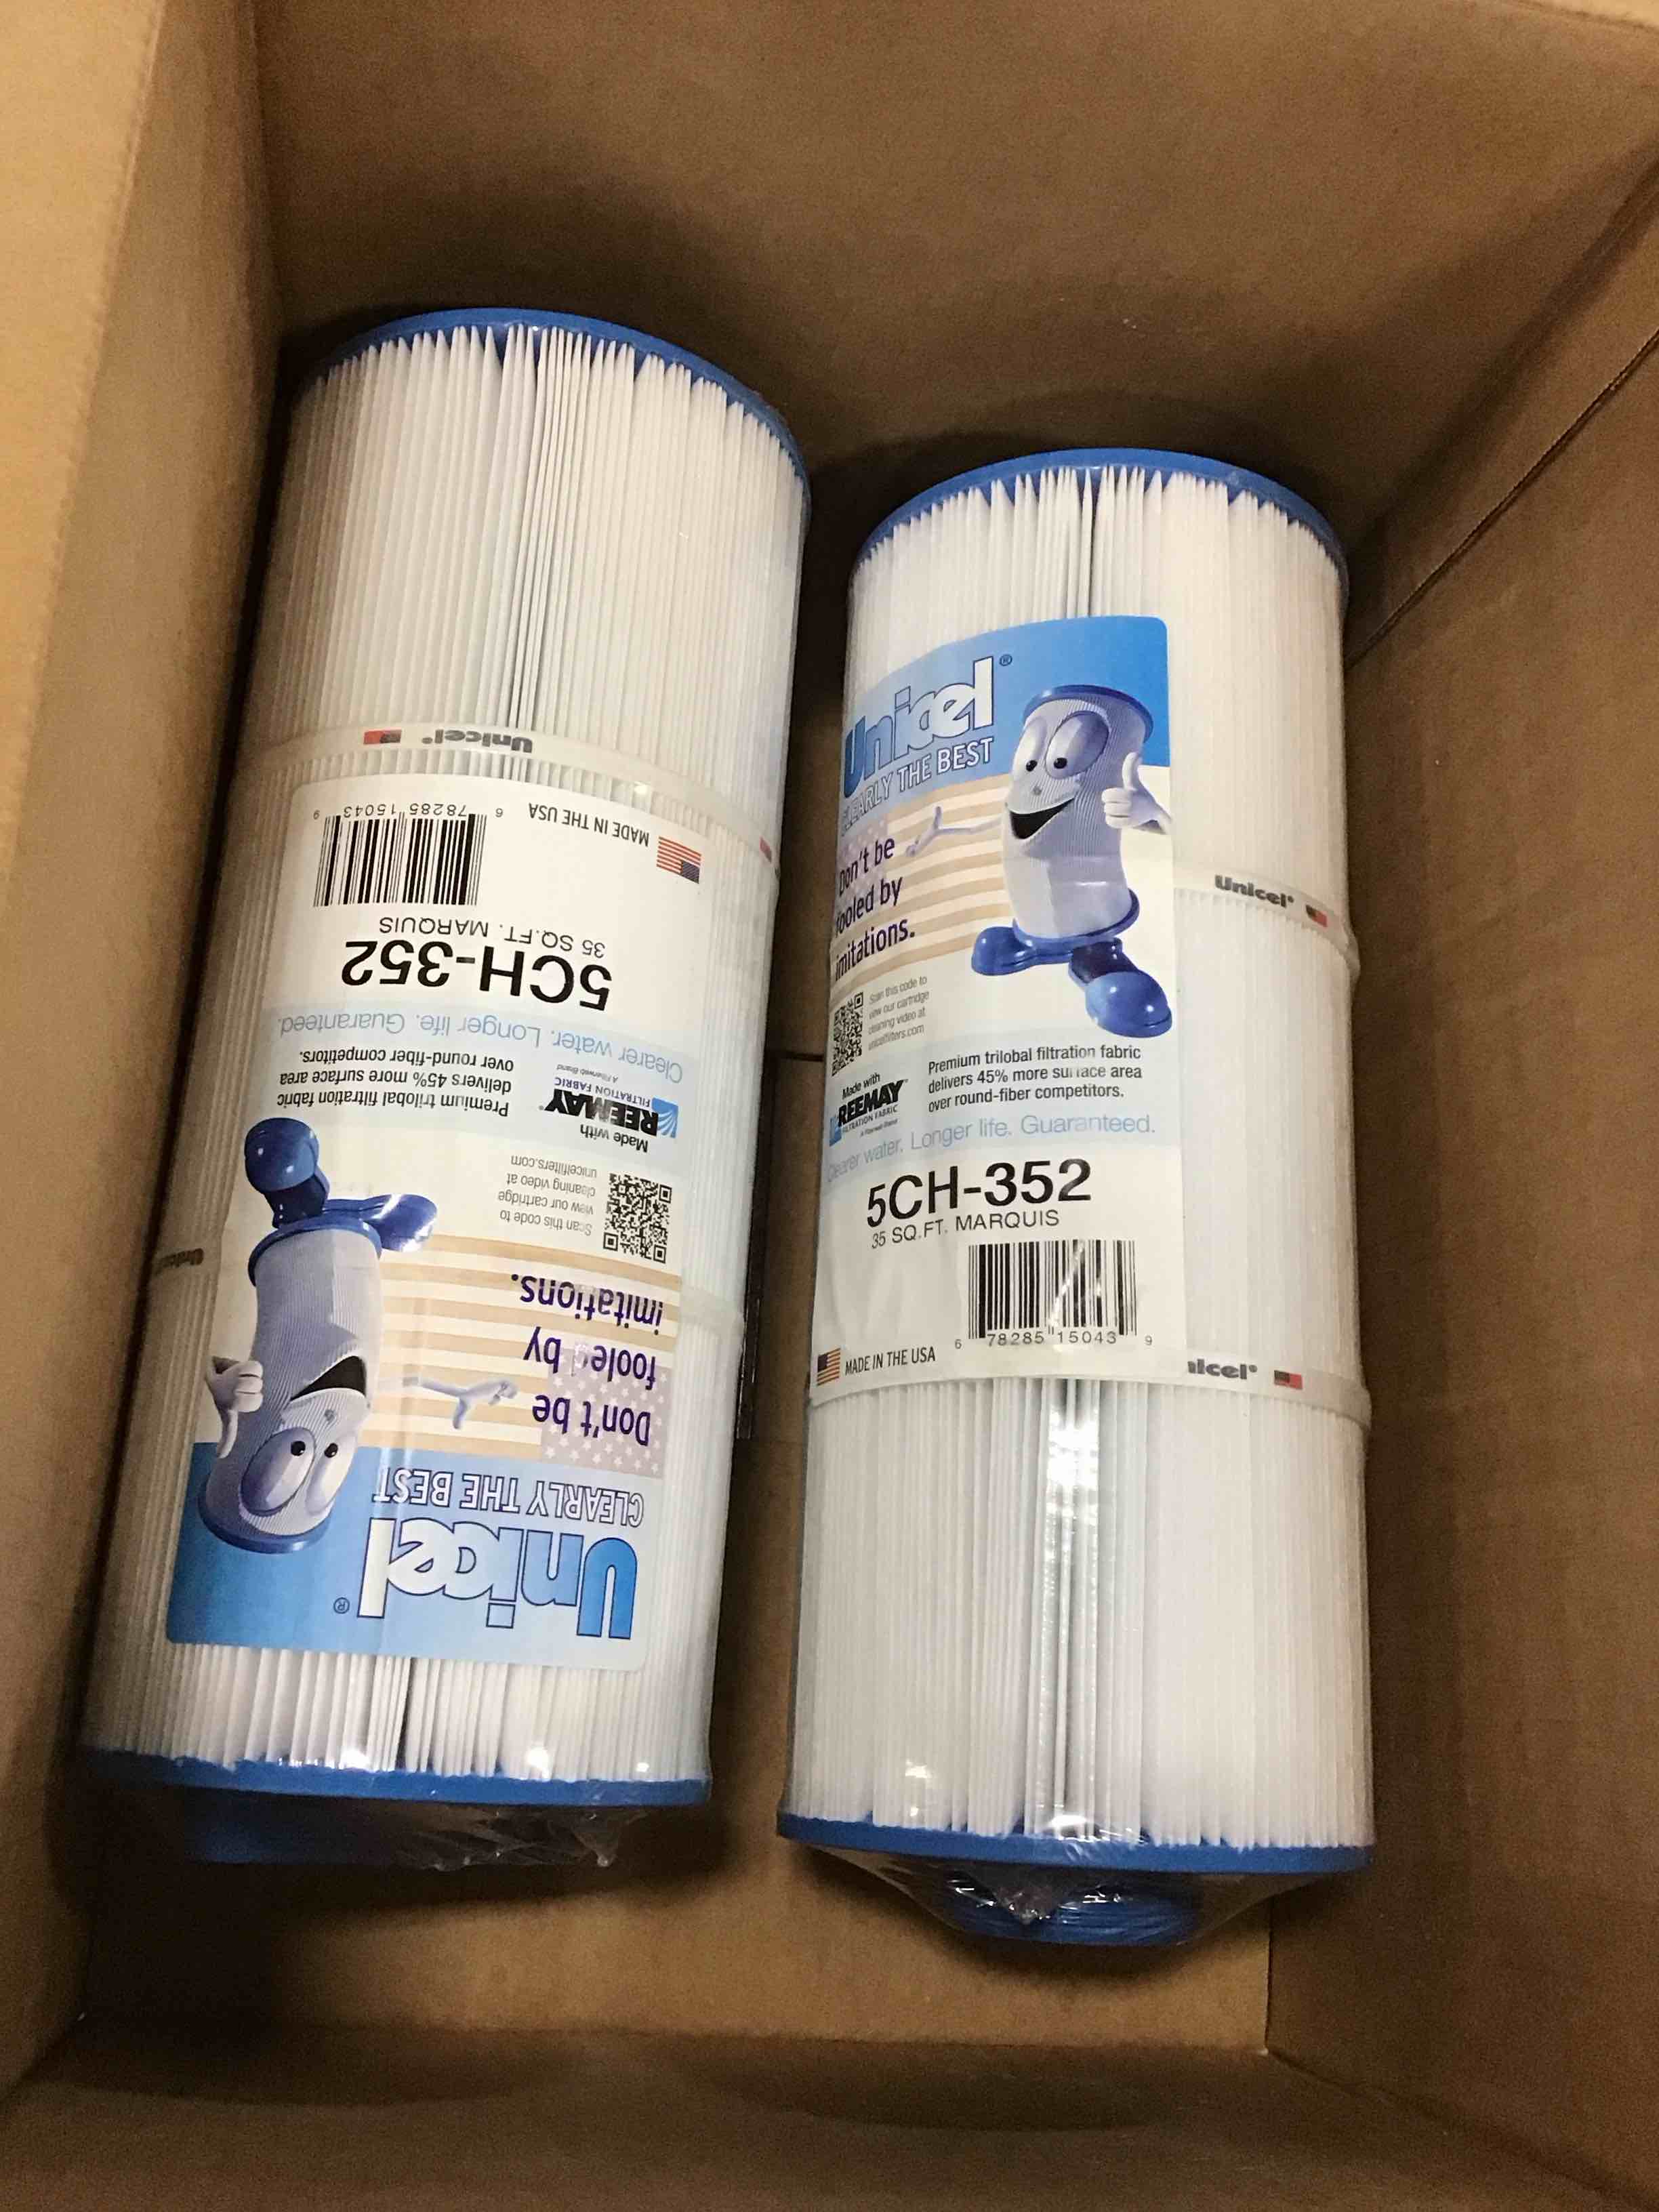 Unicel®
MADE IN THE USA
6 78285 15043 9
5CH-352
35 SQ.FT. MARQUIS
Clearer water. Longer life. Guaranteed.
Made with
REEMAY®
FILTRATION FABRIC
A Fiberweb Brand
Premium trilobal filtration fabric
delivers 45% more surface area
over round-fiber competitors.
Scan this code to
view our cartridge
cleaning video at
unicelfilters.com
Don't be
fooled by
imitations.
CLEARLY THE BEST
Unicel®
Unicel
Unicel®
CLEARLY THE BEST
Don't be
fooled by
imitations.
Scan this code to
view our cartridge
cleaning video at
unicelfilters.com
Made with
REEMAY®
FILTRATION FABRIC
A Fiberweb Brand
Premium trilobal filtration fabric
delivers 45% more surface area
over round-fiber competitors.
Clearer water. Longer life. Guaranteed.
5CH-352
35 SQ.FT. MARQUIS
6 78285 15043 9
MADE IN THE USA
Unicel®
nicel®